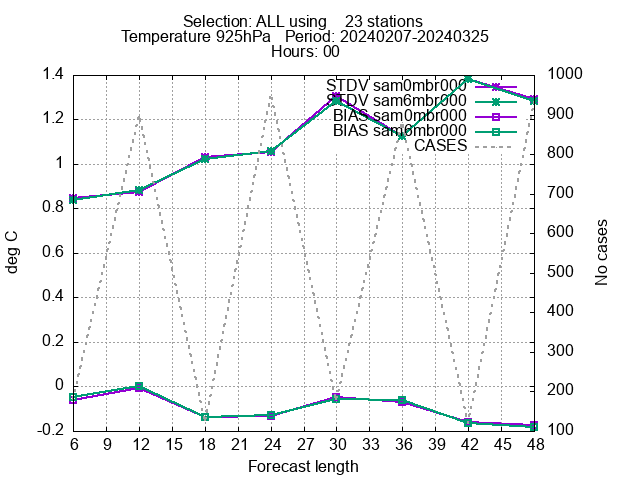 Selection: ALL using 23 stations
Temperature 925hPa Period: 20240207-20240325
Hours: 00
STDV sam0mbr000
STDV sam6mbr000
BIAS sam0mbr000
BIAS sam6mbr000
CASES
deg C
1.4
1.2
1
0.8
0.6
0.4
0.2
0
-0.2
1000
900
800
700
600
500
400
300
200
100
No cases
6 9 12 15 18 21 24 27 30 33 36 39 42 45 48
Forecast length